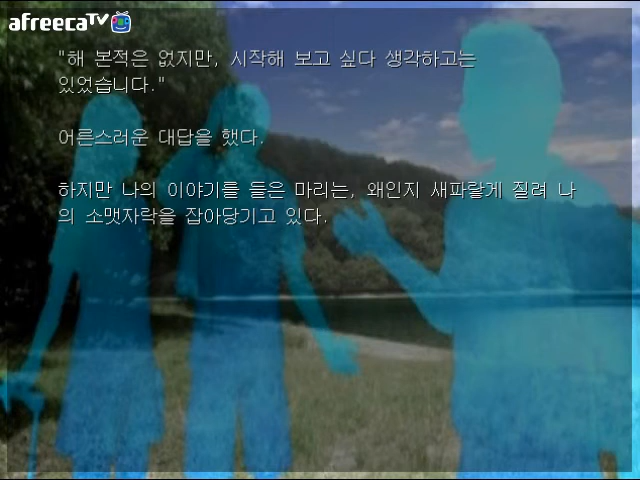 afreecaTV
"해 본적은 없지만, 시작해 보고 싶다 생각하고는
있었습니다."
어른스러운 대답을 했다.
하지만 나의 이야기를 들은 마리는, 왜인지 새파랗게 질려 나
의 소맷자락을 잡아당기고 있다.